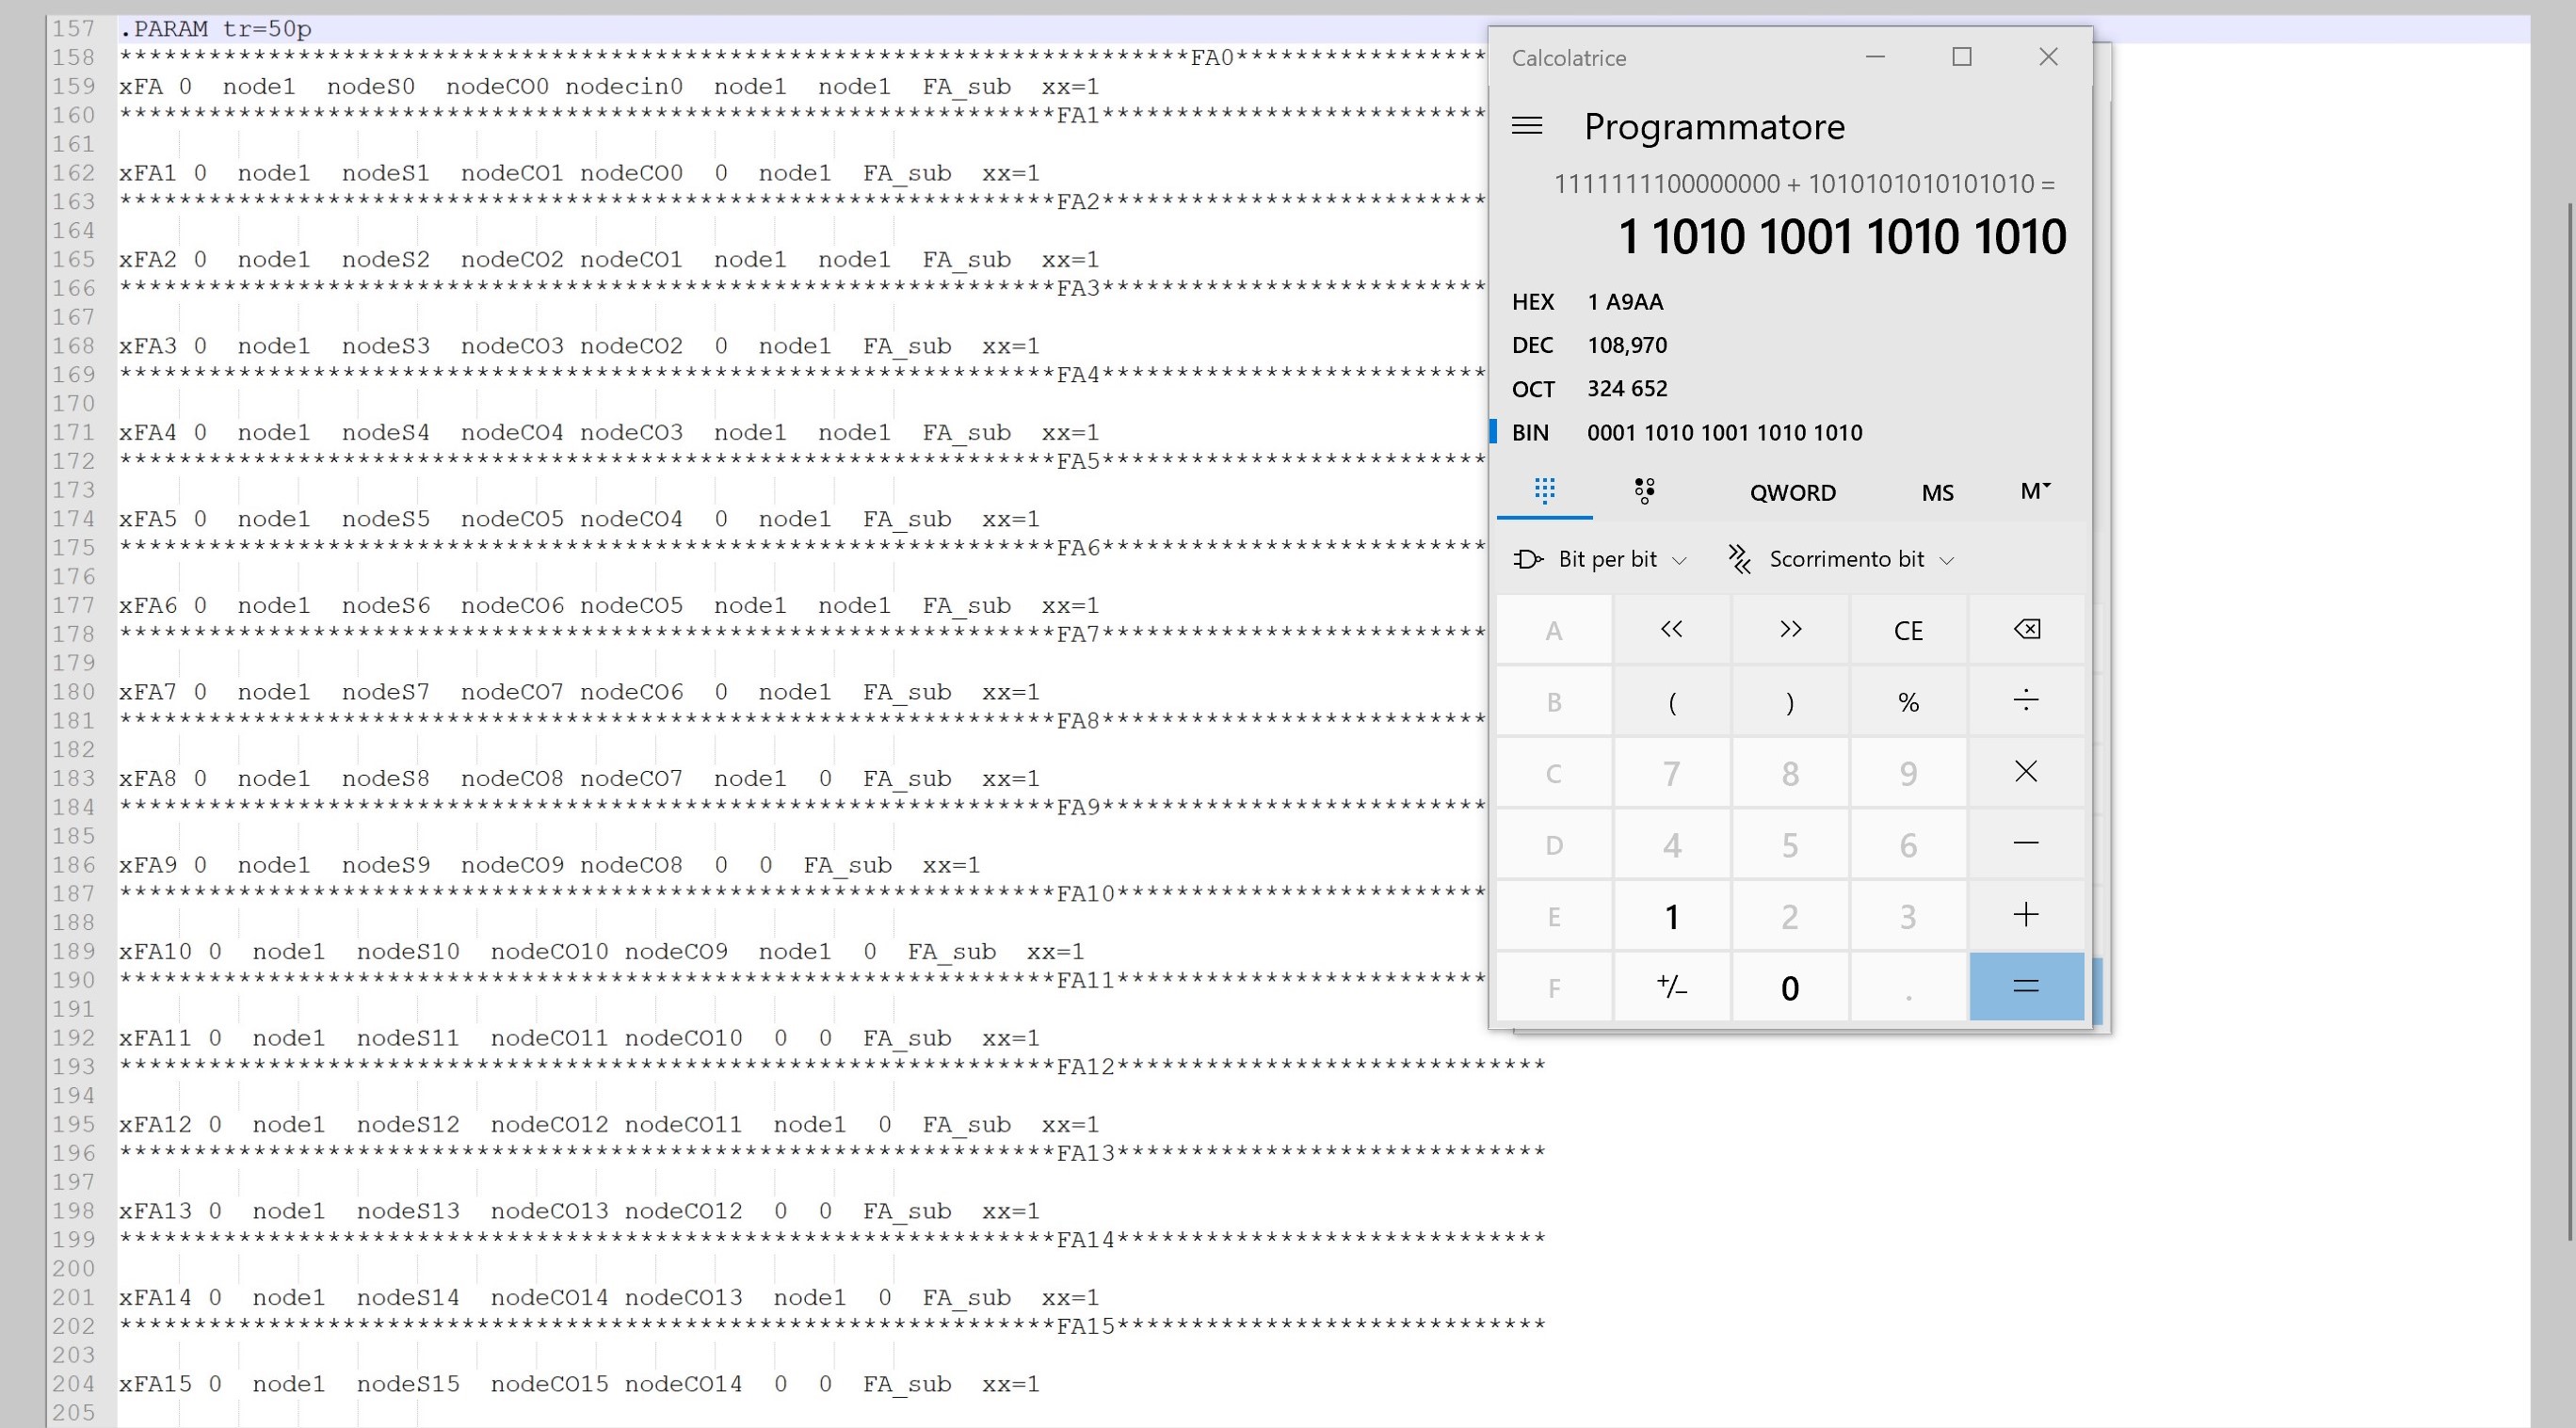 157 .PARAM tr=50p
158 ************************************************************************FA0*****************
159 xFA 0 node1 nodeS0 nodeCO0 nodecin0 node1 node1 FA_sub xx=1
160 ***************************************************************FA1**************************
161
162 xFA1 0 node1 nodeS1 nodeCO1 nodeCO0 0 node1 FA_sub xx=1
163 ***************************************************************FA2**************************
164
165 xFA2 0 node1 nodeS2 nodeCO2 nodeCO1 node1 node1 FA_sub xx=1
166 ***************************************************************FA3**************************
167
168 xFA3 0 node1 nodeS3 nodeCO3 nodeCO2 0 node1 FA_sub xx=1
169 ***************************************************************FA4**************************
170
171 xFA4 0 node1 nodeS4 nodeCO4 nodeCO3 node1 node1 FA_sub xx=1
172 ***************************************************************FA5**************************
173
174 xFA5 0 node1 nodeS5 nodeCO5 nodeCO4 0 node1 FA_sub xx=1
175 ***************************************************************FA6**************************
176
177 xFA6 0 node1 nodeS6 nodeCO6 nodeCO5 node1 node1 FA_sub xx=1
178 ***************************************************************FA7**************************
179
180 xFA7 0 node1 nodeS7 nodeCO7 nodeCO6 0 node1 FA_sub xx=1
181 ***************************************************************FA8**************************
182
183 xFA8 0 node1 nodeS8 nodeCO8 nodeCO7 node1 0 FA_sub xx=1
184 ***************************************************************FA9**************************
185
186 xFA9 0 node1 nodeS9 nodeCO9 nodeCO8 0 0 FA_sub xx=1
187 ***************************************************************FA10*************************
188
189 xFA10 0 node1 nodeS10 nodeCO10 nodeCO9 node1 0 FA_sub xx=1
190 ***************************************************************FA11*************************
191
192 xFA11 0 node1 nodeS11 nodeCO11 nodeCO10 0 0 FA_sub xx=1
193 ***************************************************************FA12*****************************
194
195 xFA12 0 node1 nodeS12 nodeCO12 nodeCO11 node1 0 FA_sub xx=1
196 ***************************************************************FA13*****************************
197
198 xFA13 0 node1 nodeS13 nodeCO13 nodeCO12 0 0 FA_sub xx=1
199 ***************************************************************FA14*****************************
200
201 xFA14 0 node1 nodeS14 nodeCO14 nodeCO13 node1 0 FA_sub xx=1
202 ***************************************************************FA15*****************************
203
204 xFA15 0 node1 nodeS15 nodeCO15 nodeCO14 0 0 FA_sub xx=1
205
Calcolatrice
Programmatore
1111111100000000 + 1010101010101010 =
1 1010 1001 1010 1010
HEX 1 A9AA
DEC 108,970
OCT 324 652
BIN 0001 1010 1001 1010 1010
QWORD MS M
Bit per bit Scorrimento bit
A << >> CE
B ( ) % ÷
C 7 8 9 ×
D 4 5 6 −
E 1 2 3 +
F +/− 0 . =